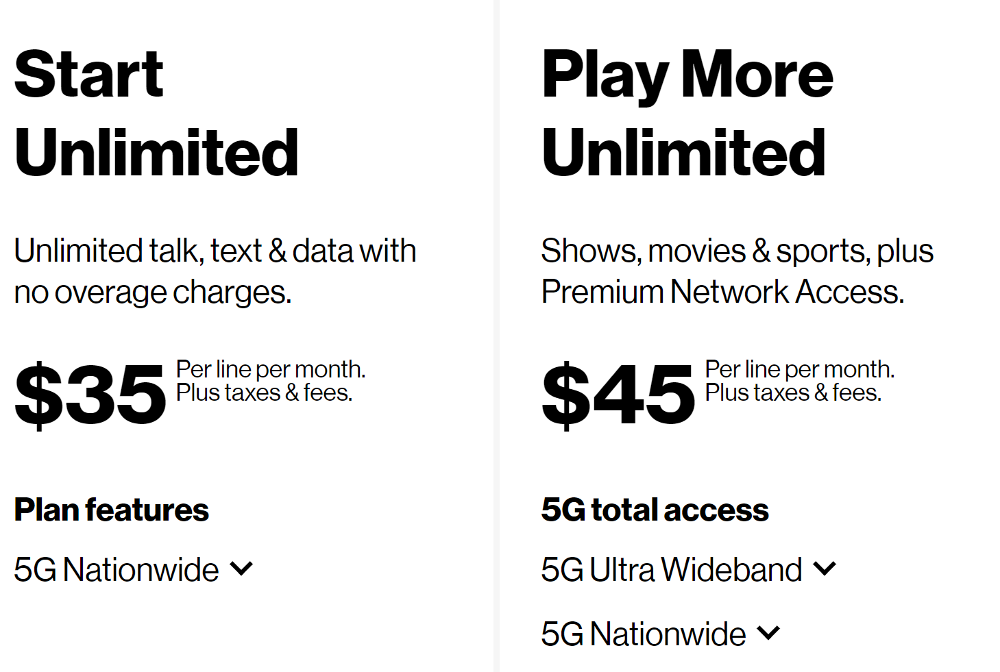 Start
Unlimited
Unlimited talk, text & data with
no overage charges.
$35
Per line per month.
Plus taxes & fees.
Plan features
5G Nationwide
Play More
Unlimited
Shows, movies & sports, plus
Premium Network Access.
$45
Per line per month.
Plus taxes & fees.
5G total access
5G Ultra Wideband
5G Nationwide